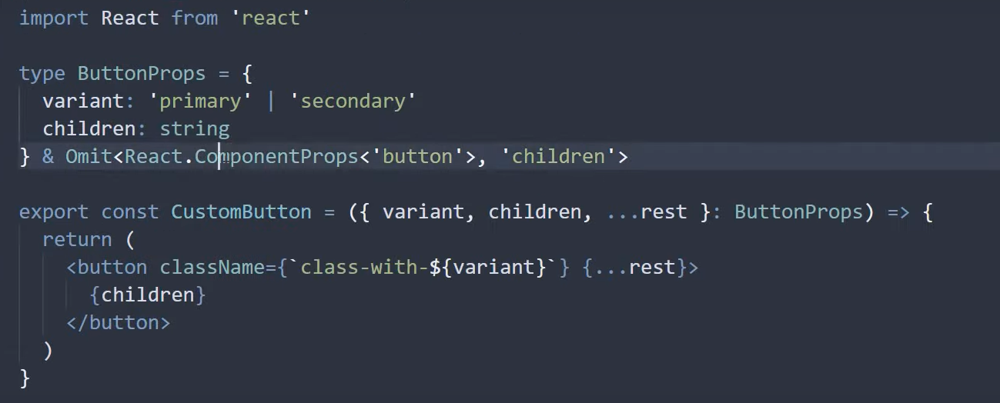 import React from 'react'
type ButtonProps = {
variant: 'primary' | 'secondary'
children: string
} & Omit<React.ComponentProps<'button'>, 'children'>
export const CustomButton = ({ variant, children, ...rest }: ButtonProps) => {
return (
<button className={`class-with-${variant}`} {...rest}>
{children}
</button>
)
}